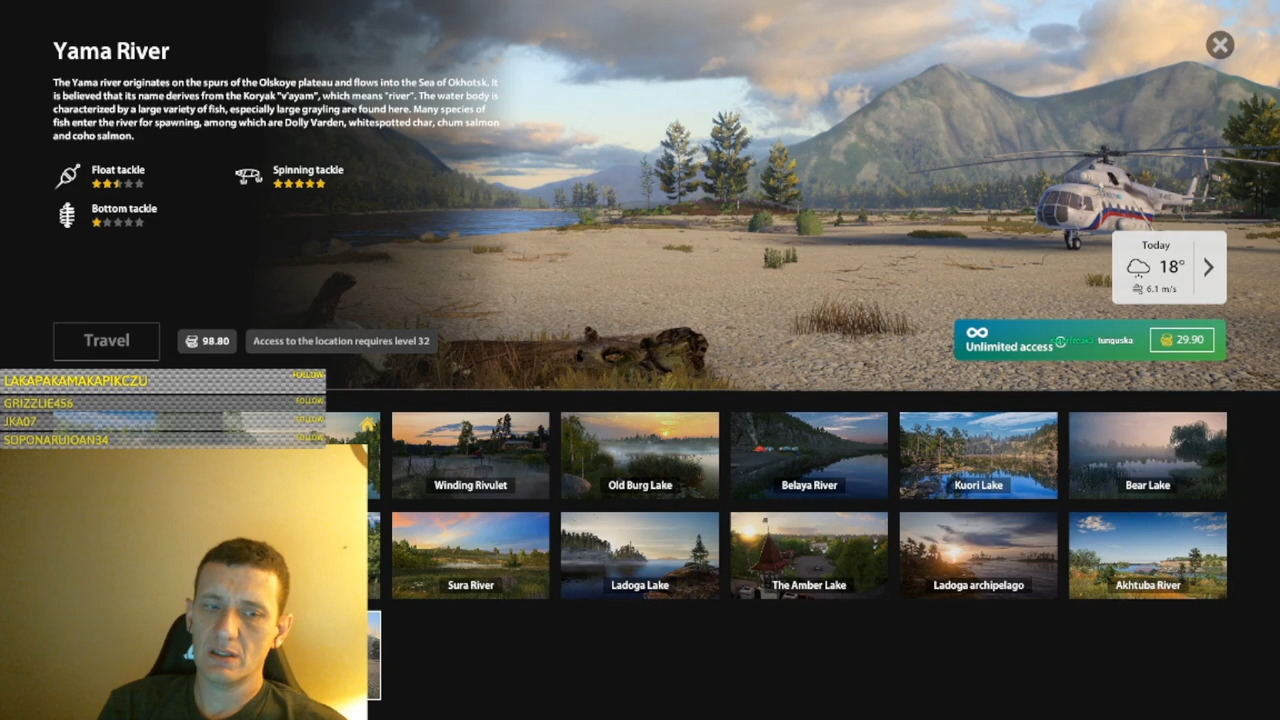 Yama River
The Yama river originates on the spurs of the Olskoye plateau and flows into the Sea of Okhotsk. It
is believed that its name derives from the Koryak "v'ayam", which means "river". The water body is
characterized by a large variety of fish, especially large grayling are found here. Many species of
fish enter the river for spawning, among which are Dolly Varden, whitespotted char, chum salmon
and coho salmon.
Float tackle
Spinning tackle
Bottom tackle
Today
18°
6.1 m/s
Travel
98.80
Access to the location requires level 32
Unlimited access
tunguska
29.90
LAKAPAKAMAKAPIKCZU FOLLOW
GRIZZLIE456 FOLLOW
JKA07 FOLLOW
SOPONARUIOAN34 FOLLOW
Winding Rivulet
Old Burg Lake
Belaya River
Kuori Lake
Bear Lake
Sura River
Ladoga Lake
The Amber Lake
Ladoga archipelago
Akhtuba River